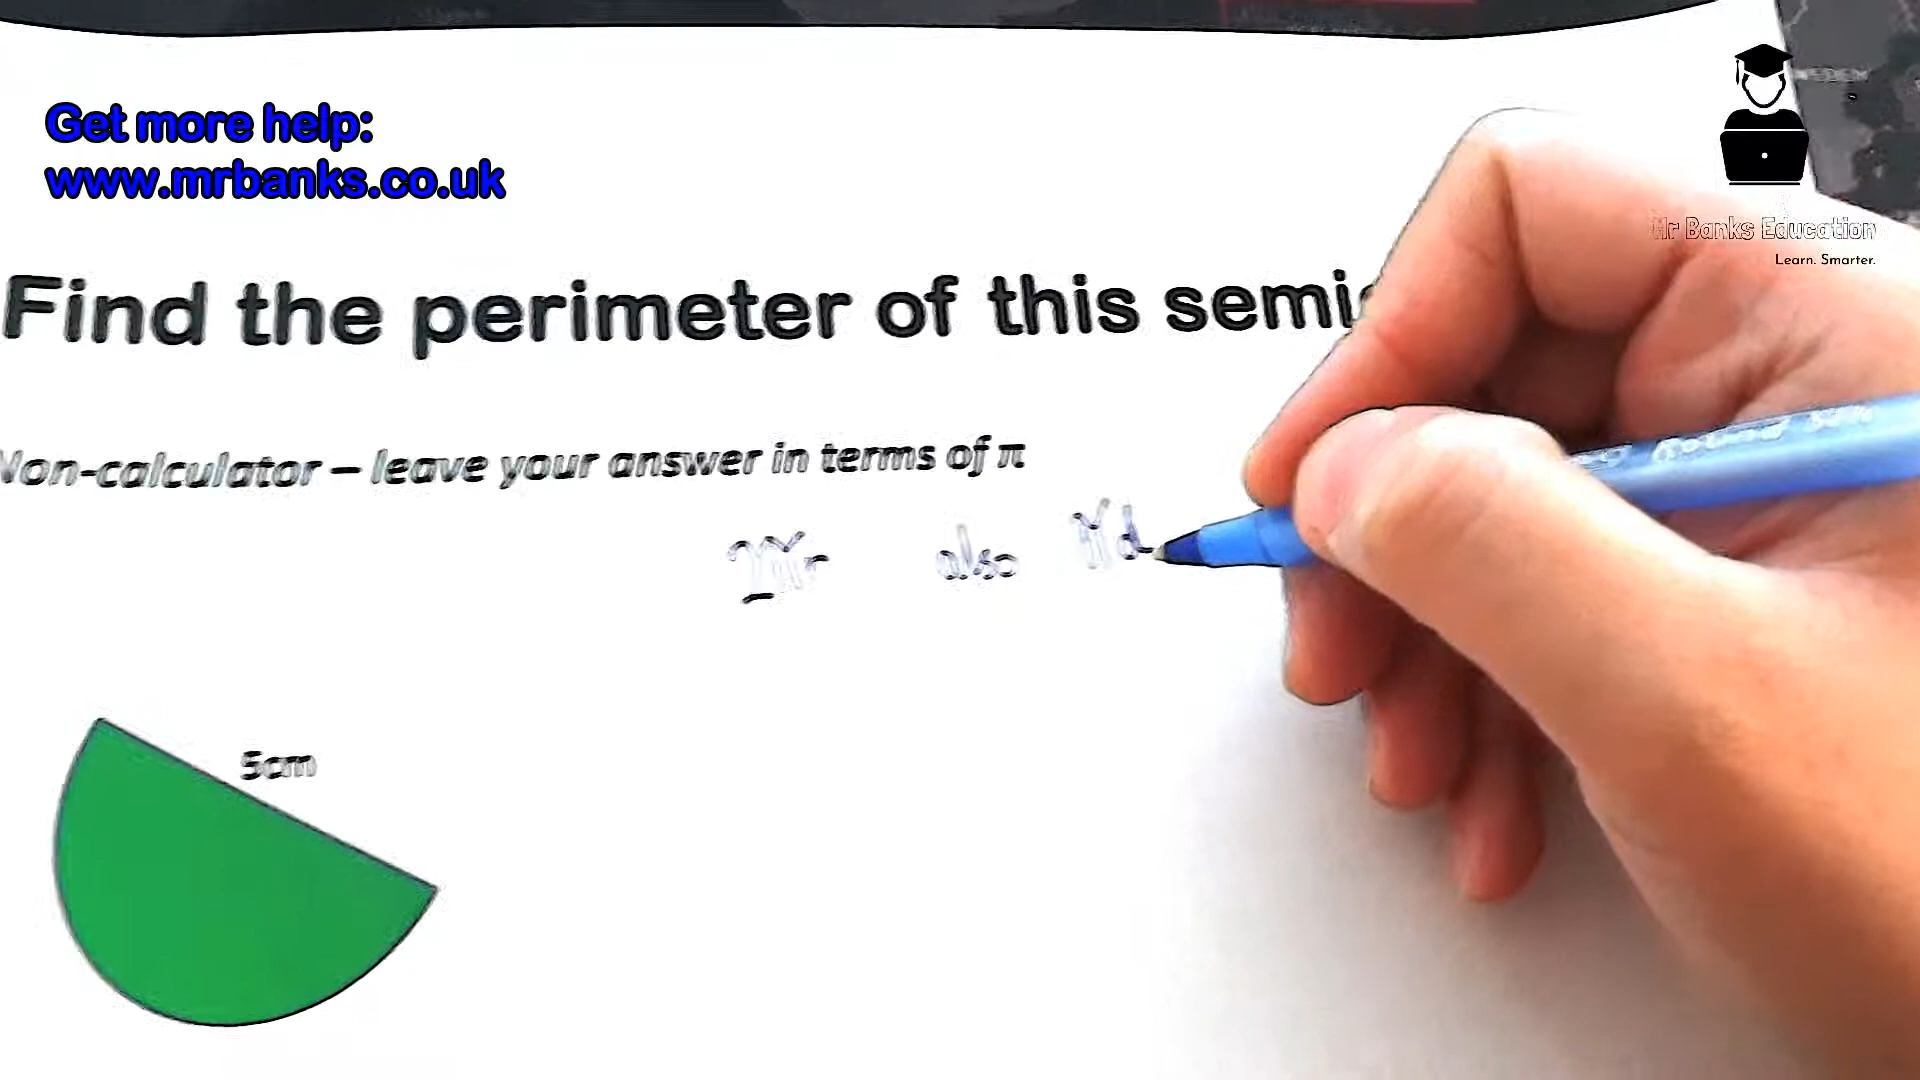 Get more help:
www.mrbanks.co.uk
Mr Banks Education
Learn. Smarter.
Find the perimeter of this semi
Non-calculator – leave your answer in terms of π
2πr also πd
5cm